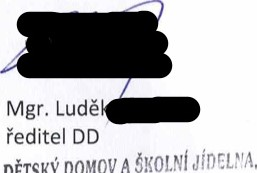 Mgr. Luděk
ředitel DD
DĚTSKÝ DOMOV A ŠKOLNÍ JÍDELNA,